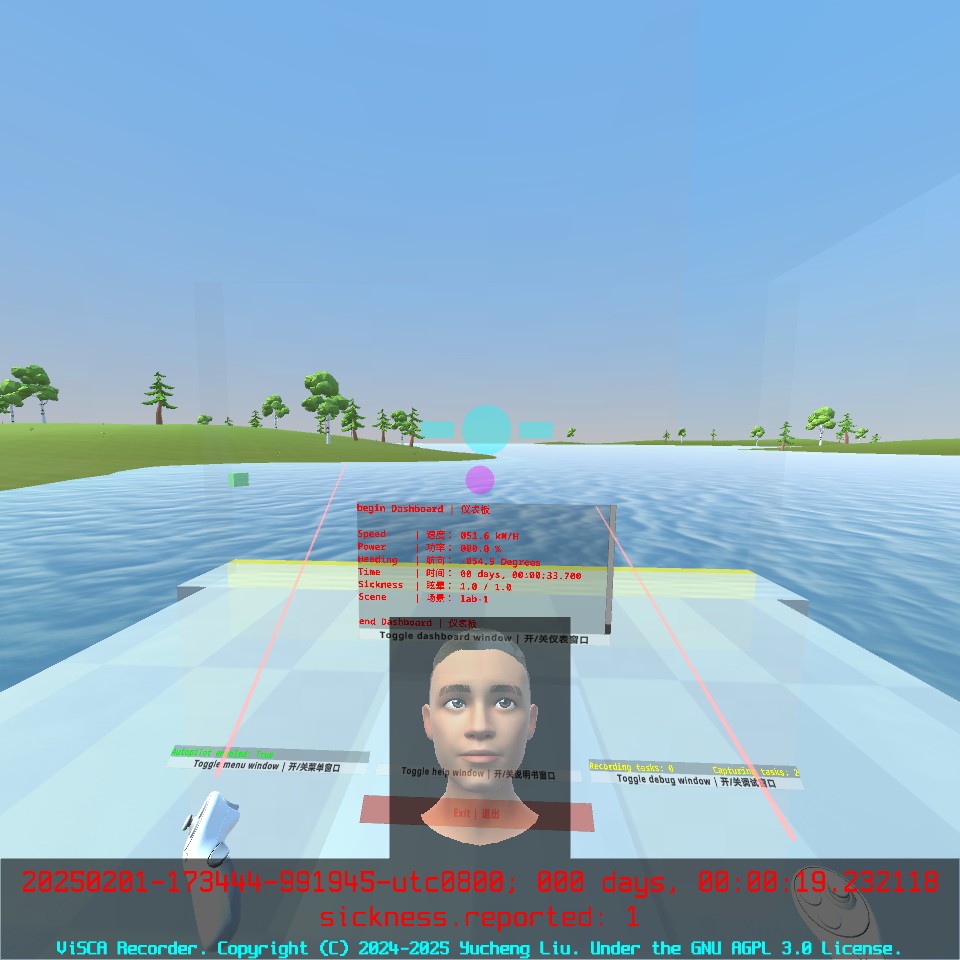 begin Dashboard | 仪表板
Speed | 速度: 051.6 kM/H
Power | 功率: 000.0 %
Heading | 航向: -054.9 Degrees
Time | 时间: 00 days, 00:00:33.700
Sickness | 眩晕: 1.0 / 1.0
Scene | 场景: lab-1
end Dashboard | 仪表板
Toggle dashboard window | 开/关仪表窗口
Autopilot enabled: True
Toggle menu window | 开/关菜单窗口
Toggle help window | 开/关说明书窗口
Recording tasks: 0 Capturing tasks: 2
Toggle debug window | 开/关调试窗口
Exit | 退出
20250201-173444-991945-utc0800; 000 days, 00:00:19.232118
sickness.reported: 1
ViSCA Recorder. Copyright (C) 2024-2025 Yucheng Liu. Under the GNU AGPL 3.0 License.